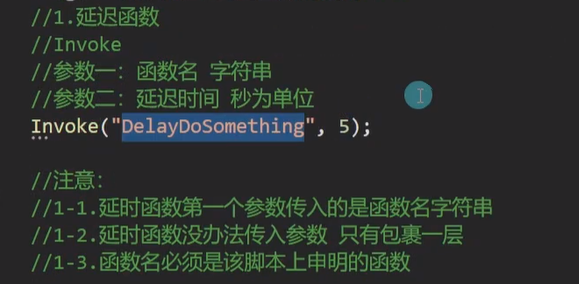 //1.延迟函数
//Invoke
//参数一：函数名 字符串
//参数二：延迟时间 秒为单位
Invoke("DelayDoSomething", 5);
//注意：
//1-1.延时函数第一个参数传入的是函数名字符串
//1-2.延时函数没办法传入参数 只有包裹一层
//1-3.函数名必须是该脚本上申明的函数